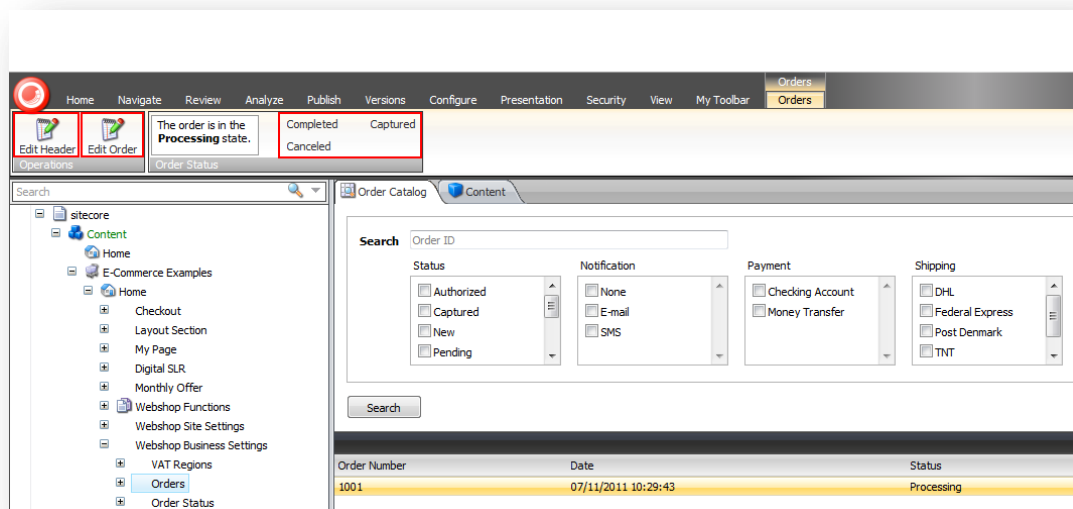 Orders
Home Navigate Review Analyze Publish Versions Configure Presentation Security View My Toolbar Orders
The order is in the
Processing state.
Completed Captured
Canceled
Edit Header Edit Order
Operations Order Status
Search
Order Catalog Content
sitecore
Content
Home
E-Commerce Examples
Home
Checkout
Layout Section
My Page
Digital SLR
Monthly Offer
Webshop Functions
Webshop Site Settings
Webshop Business Settings
VAT Regions
Orders
Order Status
Search Order ID
Status Notification Payment Shipping
Authorized None Checking Account DHL
Captured E-mail Money Transfer Federal Express
New SMS Post Denmark
Pending TNT
Search
Order Number Date Status
1001 07/11/2011 10:29:43 Processing